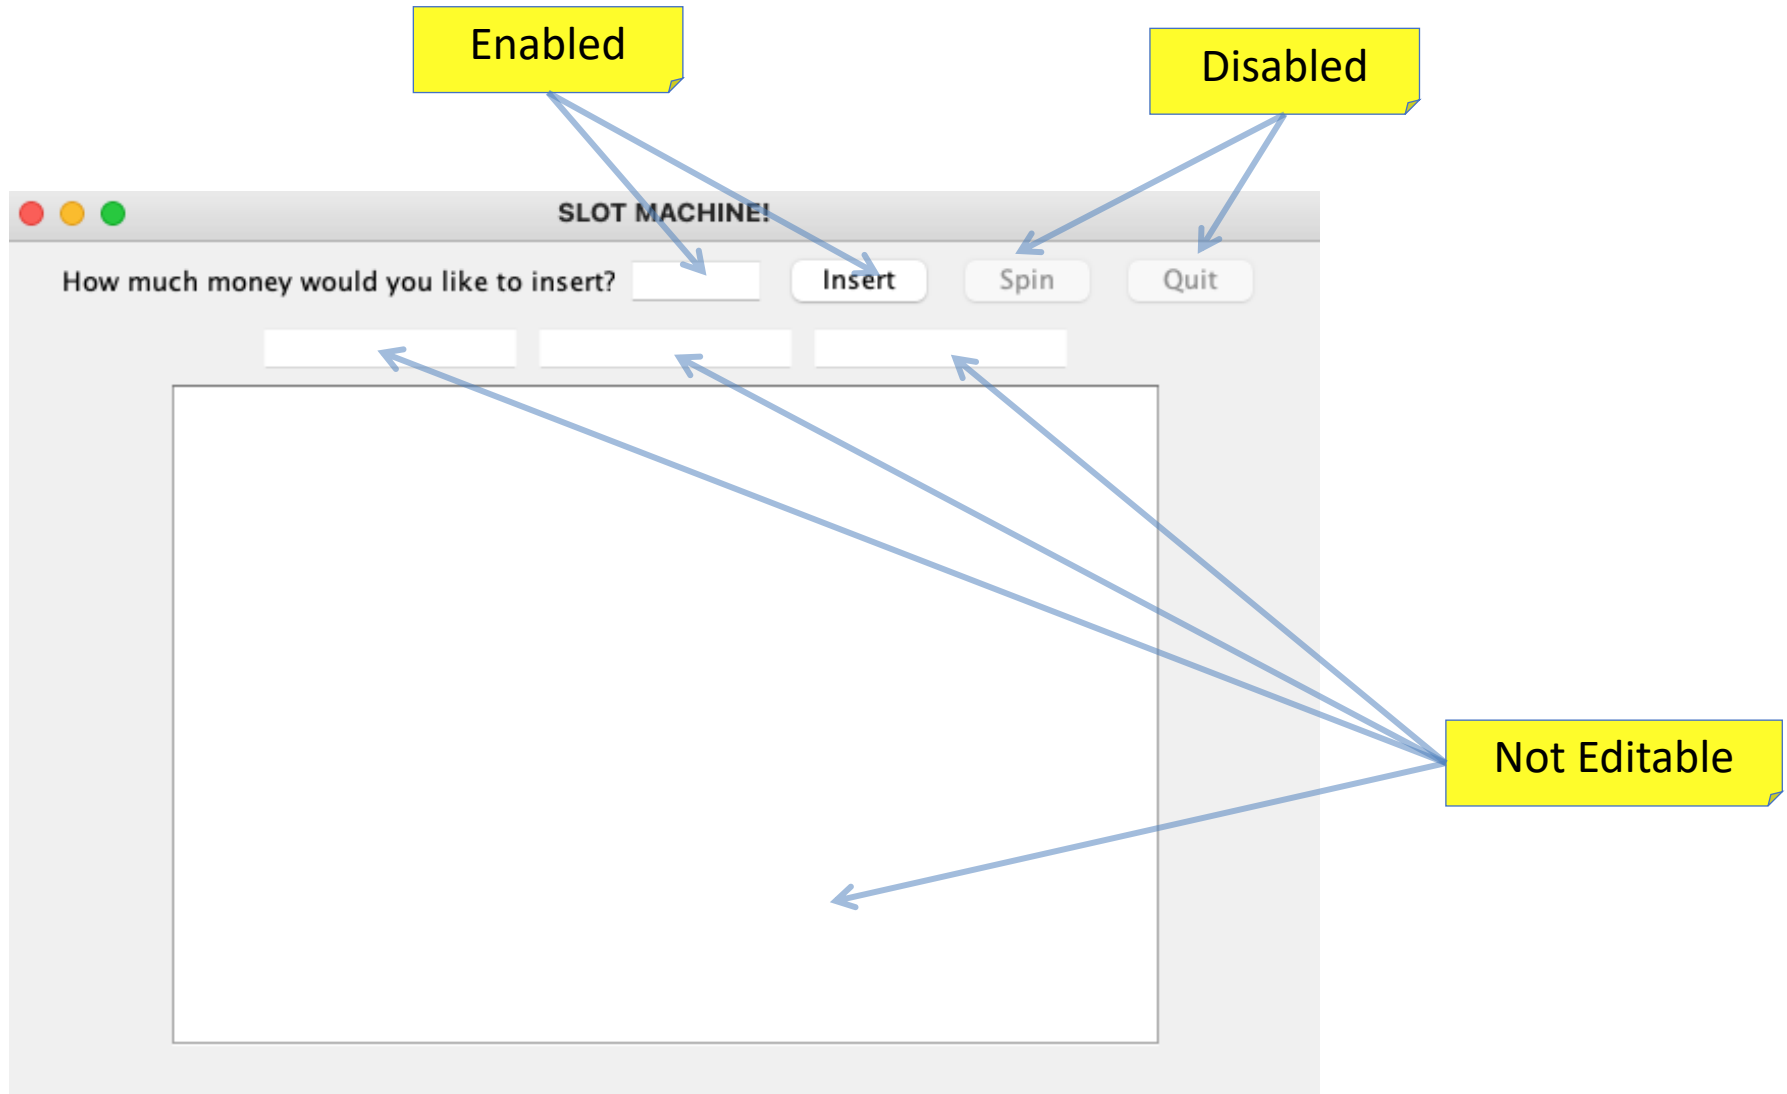 Enabled
Disabled
SLOT MACHINE!
How much money would you like to insert?
Insert
Spin
Quit
Not Editable